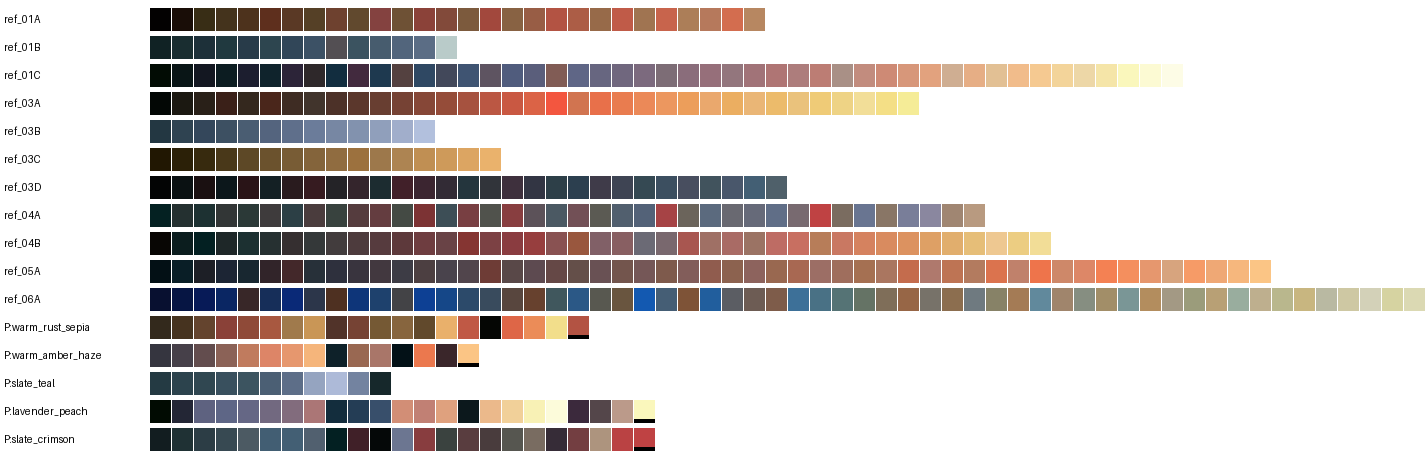 ref_01A
ref_01B
ref_01C
ref_03A
ref_03B
ref_03C
ref_03D
ref_04A
ref_04B
ref_05A
ref_06A
P.warm_rust_sepia
P.warm_amber_haze
P.slate_teal
P.lavender_peach
P.slate_crimson